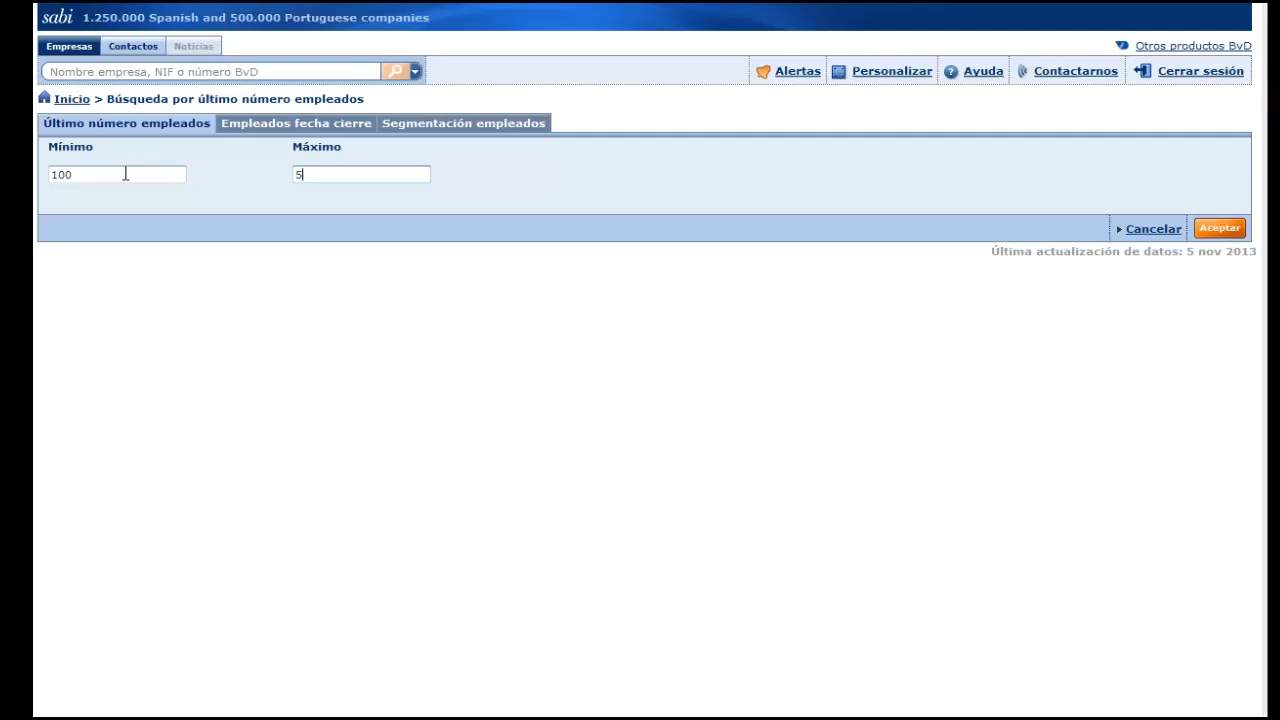 sabi 1.250.000 Spanish and 500.000 Portuguese companies
Empresas Contactos Noticias Otros productos BvD
Nombre empresa, NIF o número BvD Alertas Personalizar Ayuda Contactarnos Cerrar sesión
Inicio > Búsqueda por último número empleados
Último número empleados Empleados fecha cierre Segmentación empleados
Mínimo Máximo
100 5
Cancelar Aceptar
Última actualización de datos: 5 nov 2013